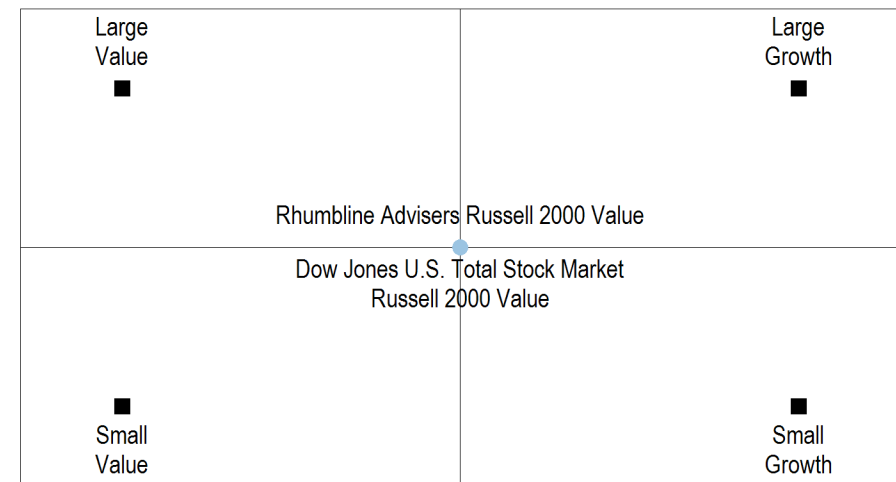 Large
Value
Large
Growth
Rhumbline Advisers Russell 2000 Value
Dow Jones U.S. Total Stock Market
Russell 2000 Value
Small
Value
Small
Growth